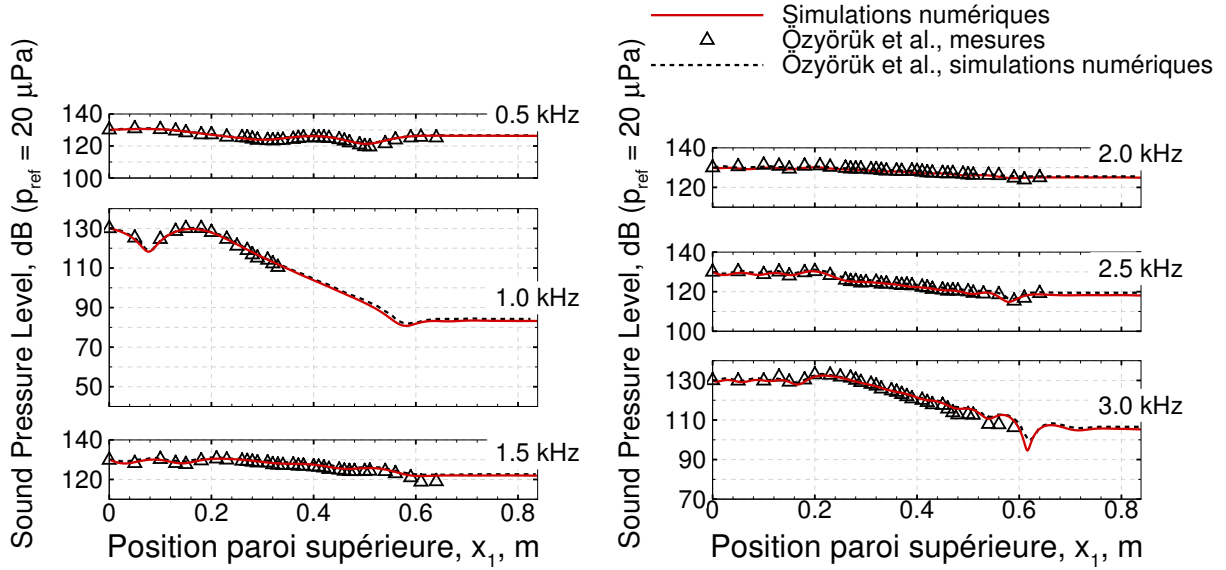 Simulations numériques
Özyörük et al., mesures
Özyörük et al., simulations numériques
Sound Pressure Level, dB (p_ref = 20 µPa)
140
120
100
0.5 kHz
130
110
90
70
50
1.0 kHz
140
120
1.5 kHz
0 0.2 0.4 0.6 0.8
Position paroi supérieure, x₁, m
Sound Pressure Level, dB (p_ref = 20 µPa)
140
120
2.0 kHz
140
120
100
2.5 kHz
130
110
90
70
3.0 kHz
0 0.2 0.4 0.6 0.8
Position paroi supérieure, x₁, m